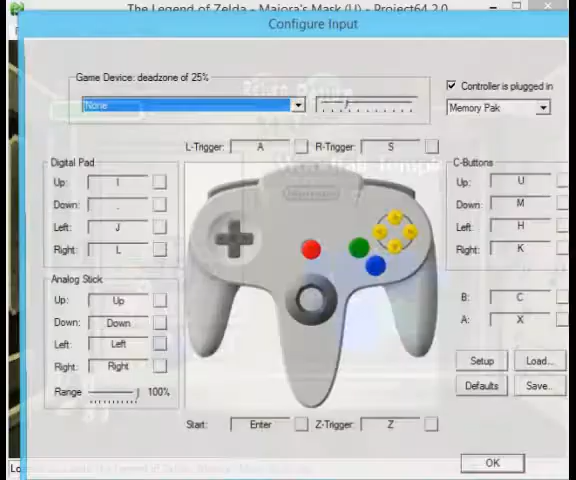 The Legend of Zelda - Majora's Mask (U) - Project64 2.0
Configure Input
Game Device: deadzone of 25%
None
Controller is plugged in
Memory Pak
L-Trigger: A
R-Trigger: S
Digital Pad
Up: I
Down: .
Left: J
Right: L
C-Buttons
Up: U
Down: M
Left: H
Right: K
Nintendo
Analog Stick
Up: Up
Down: Down
Left: Left
Right: Right
Range 100%
B: C
A: X
Setup Load...
Defaults Save...
Start: Enter
Z-Trigger: Z
OK